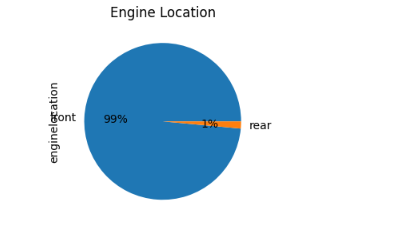 Engine Location
enginelocation
front
99%
1%
rear